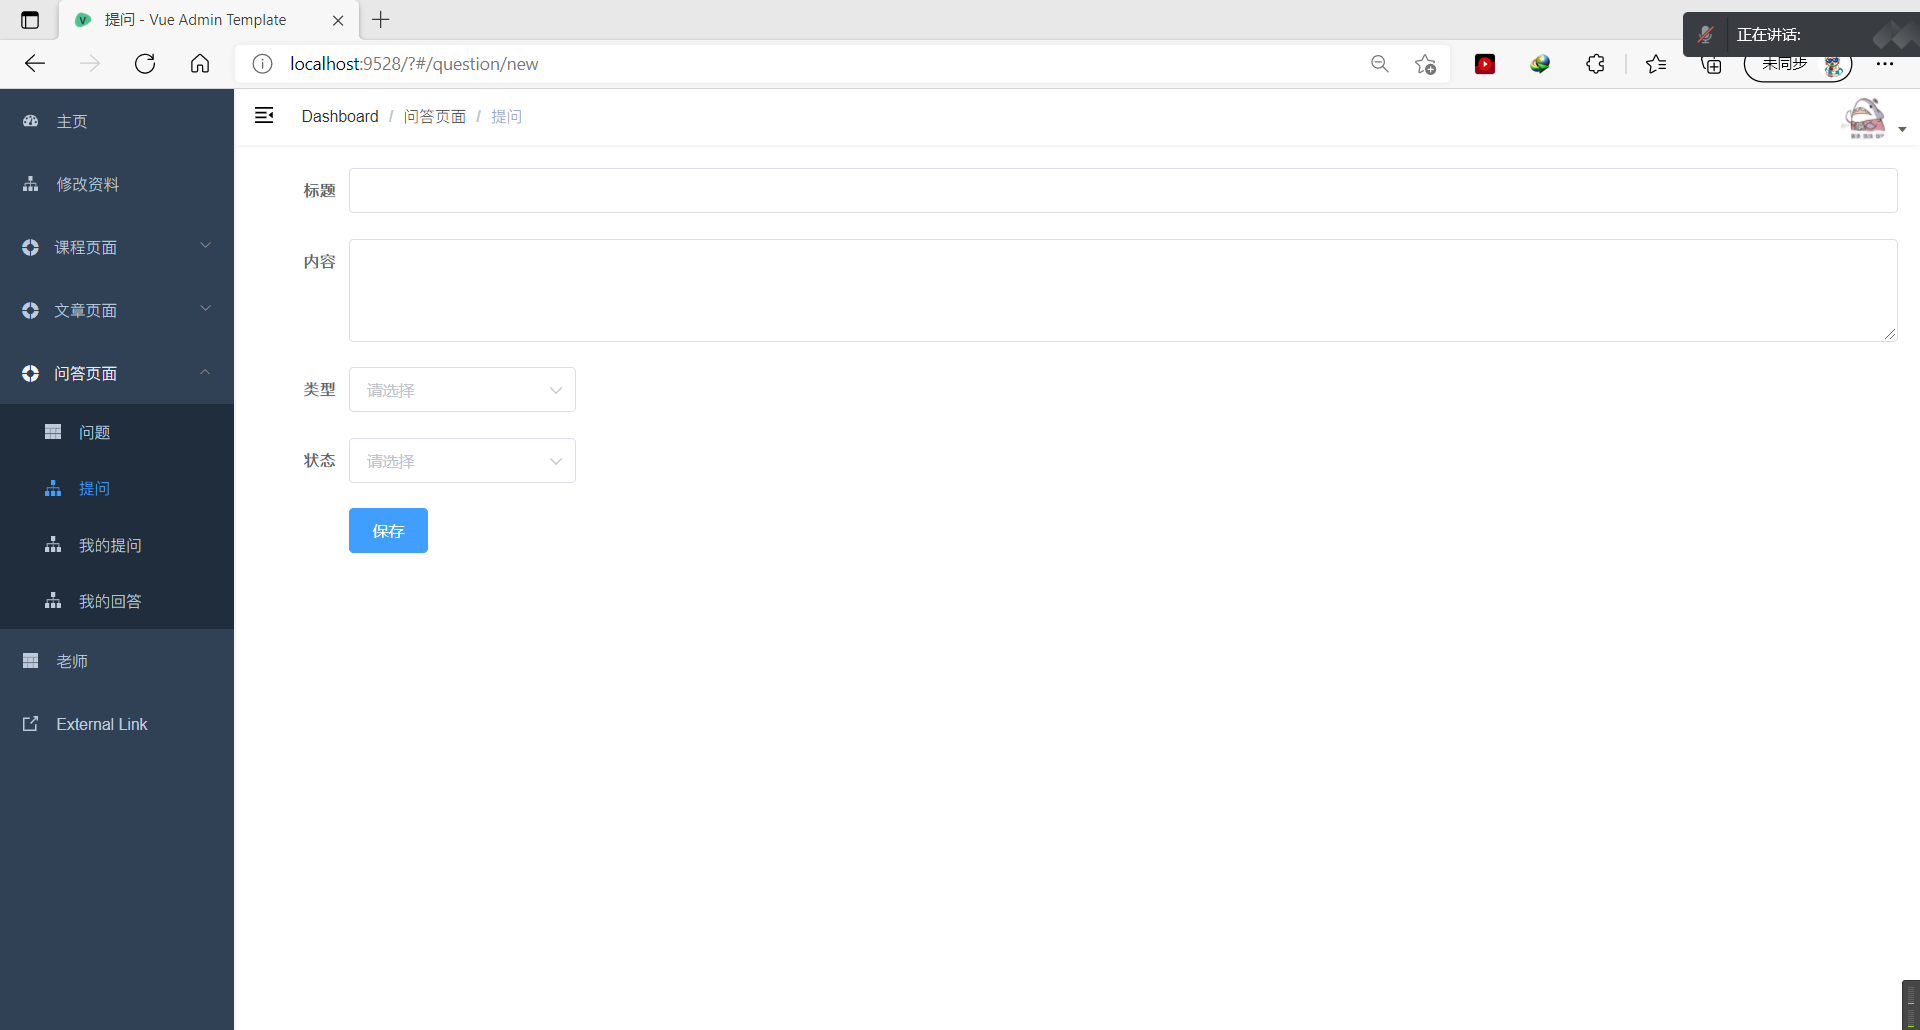 提问 - Vue Admin Template
正在讲话:
localhost:9528/?#/question/new
未同步
主页
修改资料
课程页面
文章页面
问答页面
问题
提问
我的提问
我的回答
老师
External Link
Dashboard / 问答页面 / 提问
标题
内容
类型 请选择
状态 请选择
保存